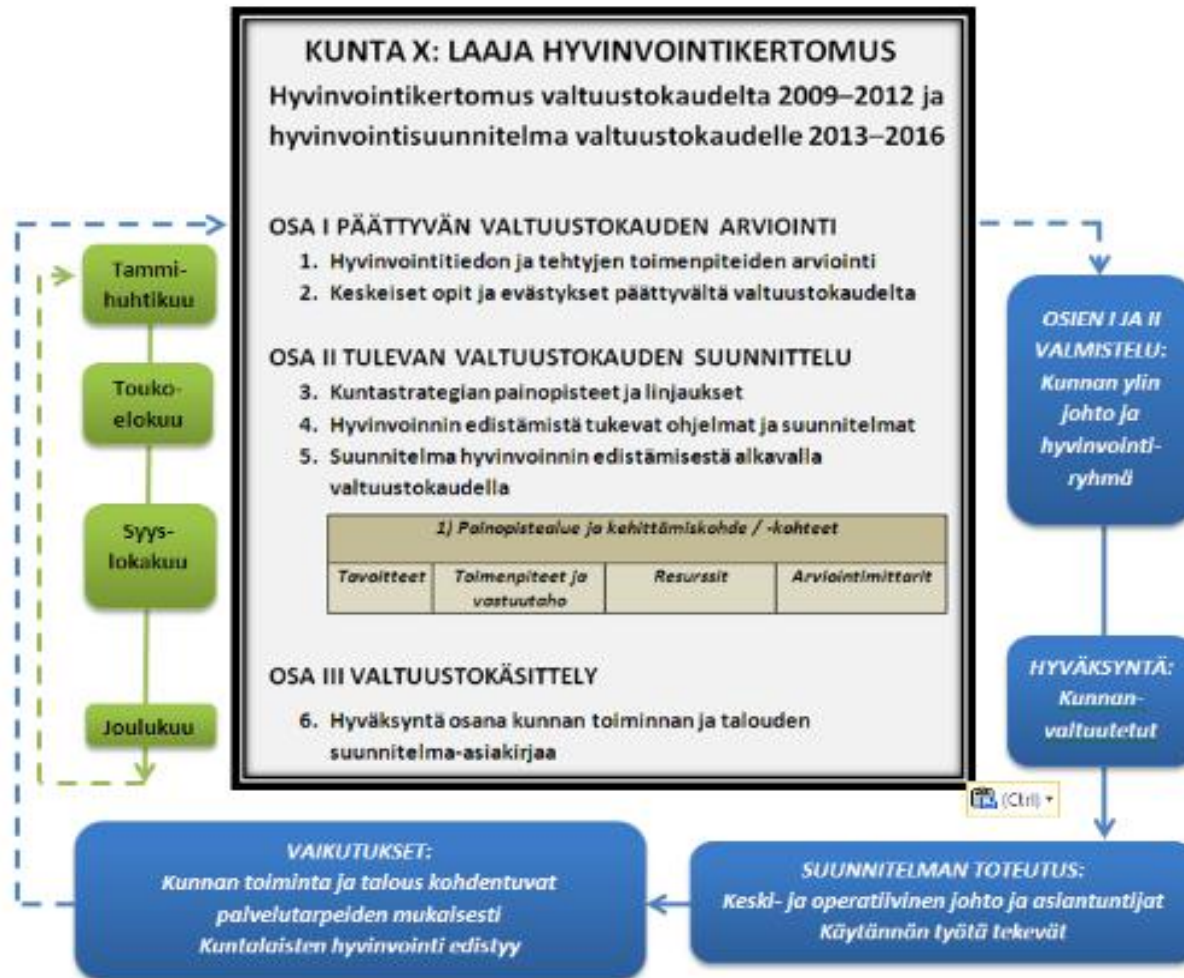 KUNTA X: LAAJA HYVINVOINTIKERTOMUS
Hyvinvointikertomus valtuustokaudelta 2009–2012 ja
hyvinvointisuunnitelma valtuustokaudelle 2013–2016
OSA I PÄÄTTYVÄN VALTUUSTOKAUDEN ARVIOINTI
1. Hyvinvointitiedon ja tehtyjen toimenpiteiden arviointi
2. Keskeiset opit ja evästykset päättyvältä valtuustokaudelta
OSA II TULEVAN VALTUUSTOKAUDEN SUUNNITTELU
3. Kuntastrategian painopisteet ja linjaukset
4. Hyvinvoinnin edistämistä tukevat ohjelmat ja suunnitelmat
5. Suunnitelma hyvinvoinnin edistämisestä alkavalla
valtuustokaudella
1) Painopistealue ja kehittämiskohde / -kohteet
Tavoitteet
Toimenpiteet ja
vastuutaho
Resurssit
Arviointimittarit
OSA III VALTUUSTOKÄSITTELY
6. Hyväksyntä osana kunnan toiminnan ja talouden
suunnitelma-asiakirjaa
Tammi-
huhtikuu
Touko-
elokuu
Syys-
lokakuu
Joulukuu
OSIEN I JA II
VALMISTELU:
Kunnan ylin
johto ja
hyvinvointi-
ryhmä
HYVÄKSYNTÄ:
Kunnan-
valtuutetut
(Ctrl)
SUUNNITELMAN TOTEUTUS:
Keski- ja operatiivinen johto ja asiantuntijat
Käytännön työtä tekevät
VAIKUTUKSET:
Kunnan toiminta ja talous kohdentuvat
palvelutarpeiden mukaisesti
Kuntalaisten hyvinvointi edistyy